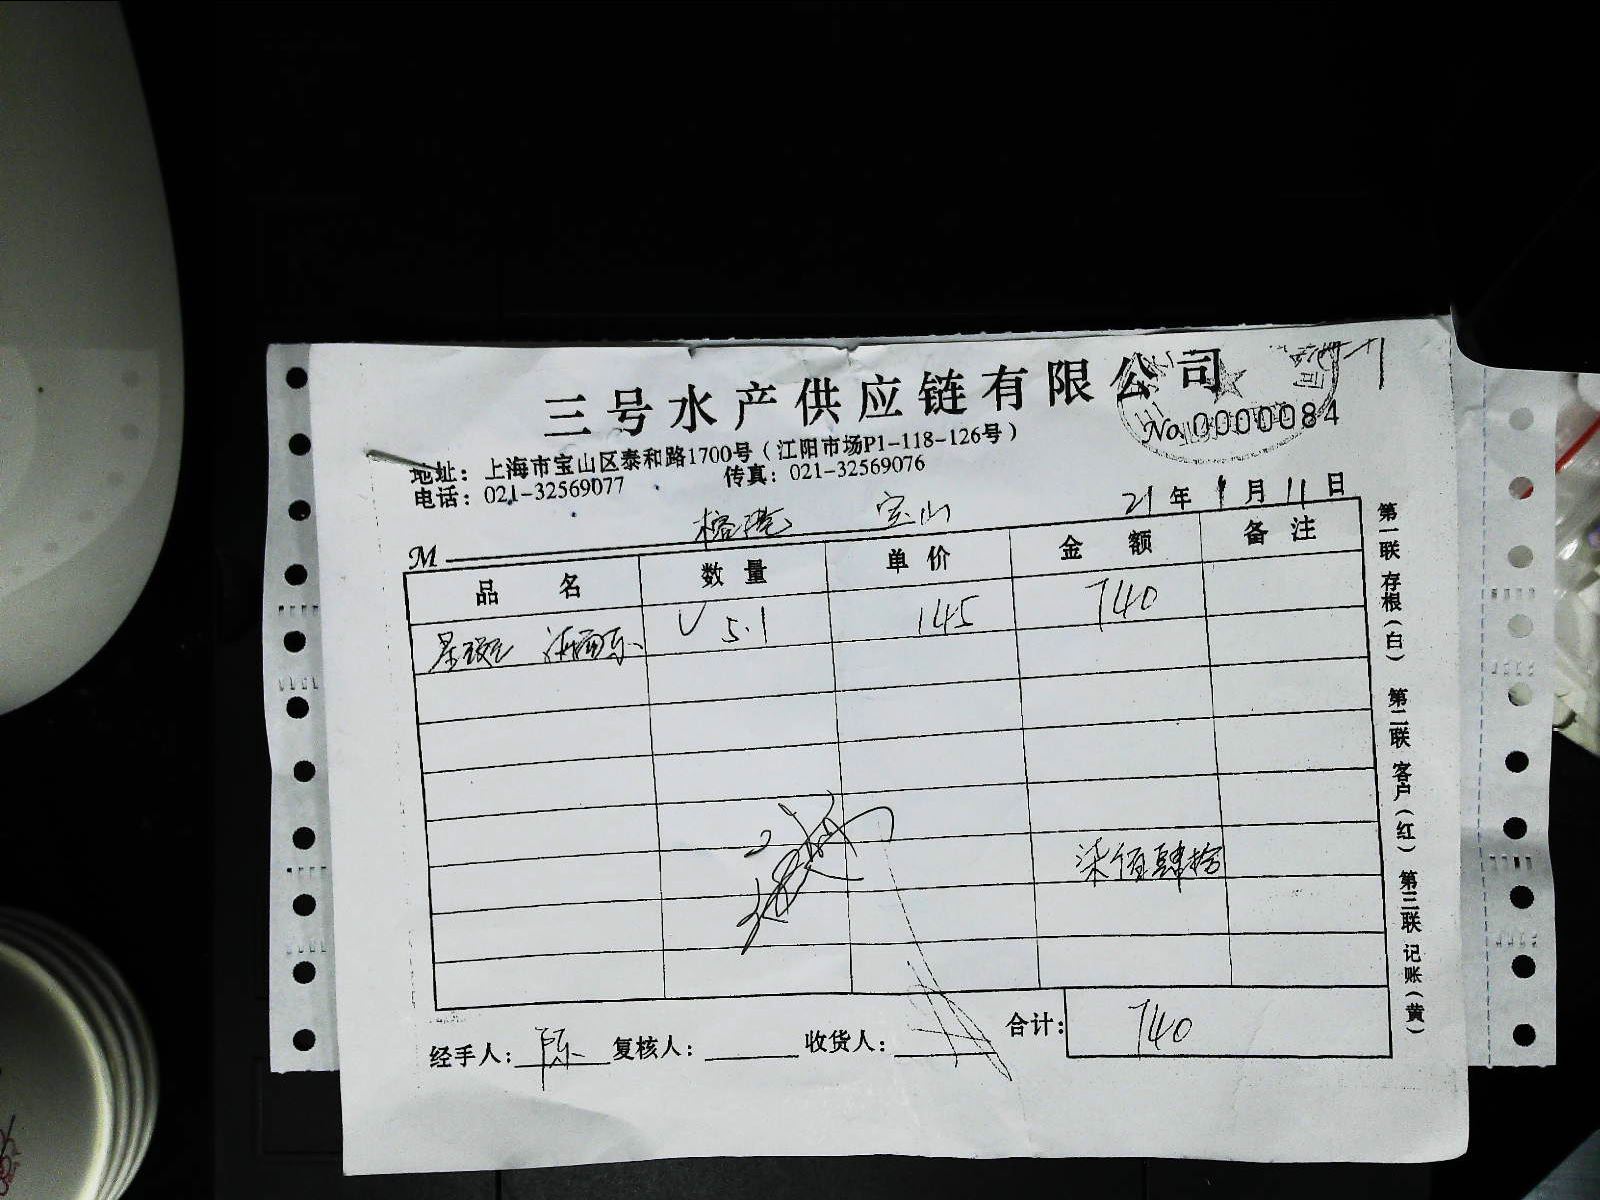 三号水产供应链有限公司
No 0000084
地址：上海市宝山区泰和路1700号（江阳市场P1-118-126号）
电话：021-32569077 传真：021-32569076
宝山 21 年 1 月 11 日
M
品 名 数 量 单 价 金 额 备 注
5.1 145 740
柒佰肆拾
合计： 740
经手人： 陈 复核人： 收货人：
第一联 存根（白） 第二联 客户（红） 第三联 记账（黄）